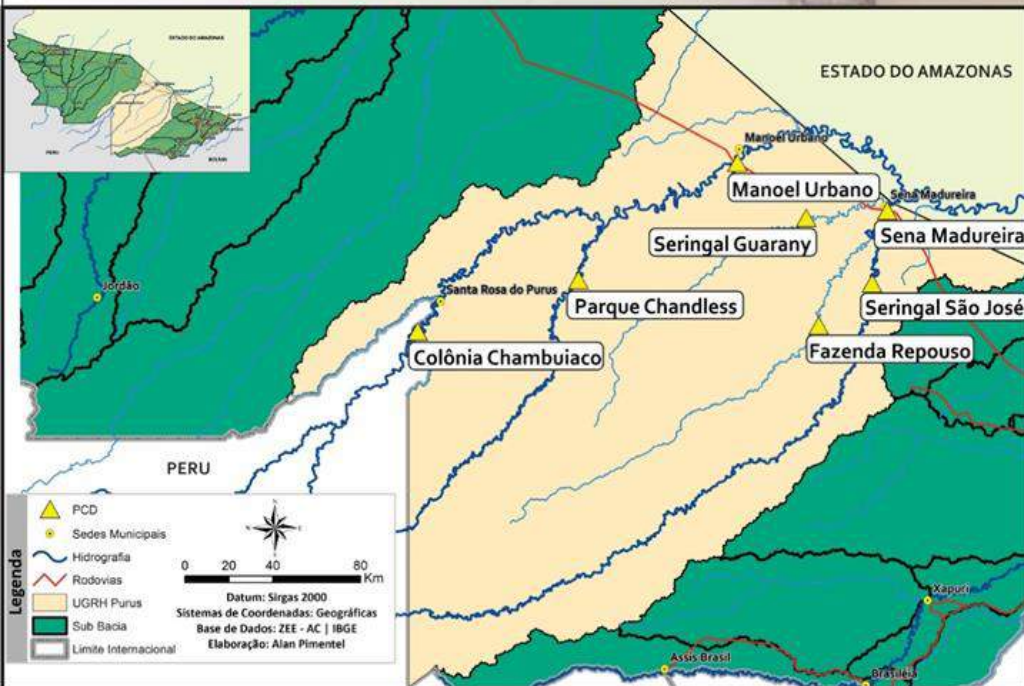 ESTADO DO AMAZONAS
PERU
BOLÍVIA
ESTADO DO AMAZONAS
Manoel Urbano
Manoel Urbano
Sena Madureira
Seringal Guarany
Sena Madureira
Jordão
Santa Rosa do Purus
Parque Chandless
Seringal São José
Colônia Chambuiaco
Fazenda Repouso
PERU
Legenda
PCD
Sedes Municipais
Hidrografia
Rodovias
UGRH Purus
Sub Bacia
Limite Internacional
0 20 40 80
Km
Datum: Sirgas 2000
Sistemas de Coordenadas: Geográficas
Base de Dados: ZEE - AC | IBGE
Elaboração: Alan Pimentel
Xapuri
Assis Brasil
Brasiléia